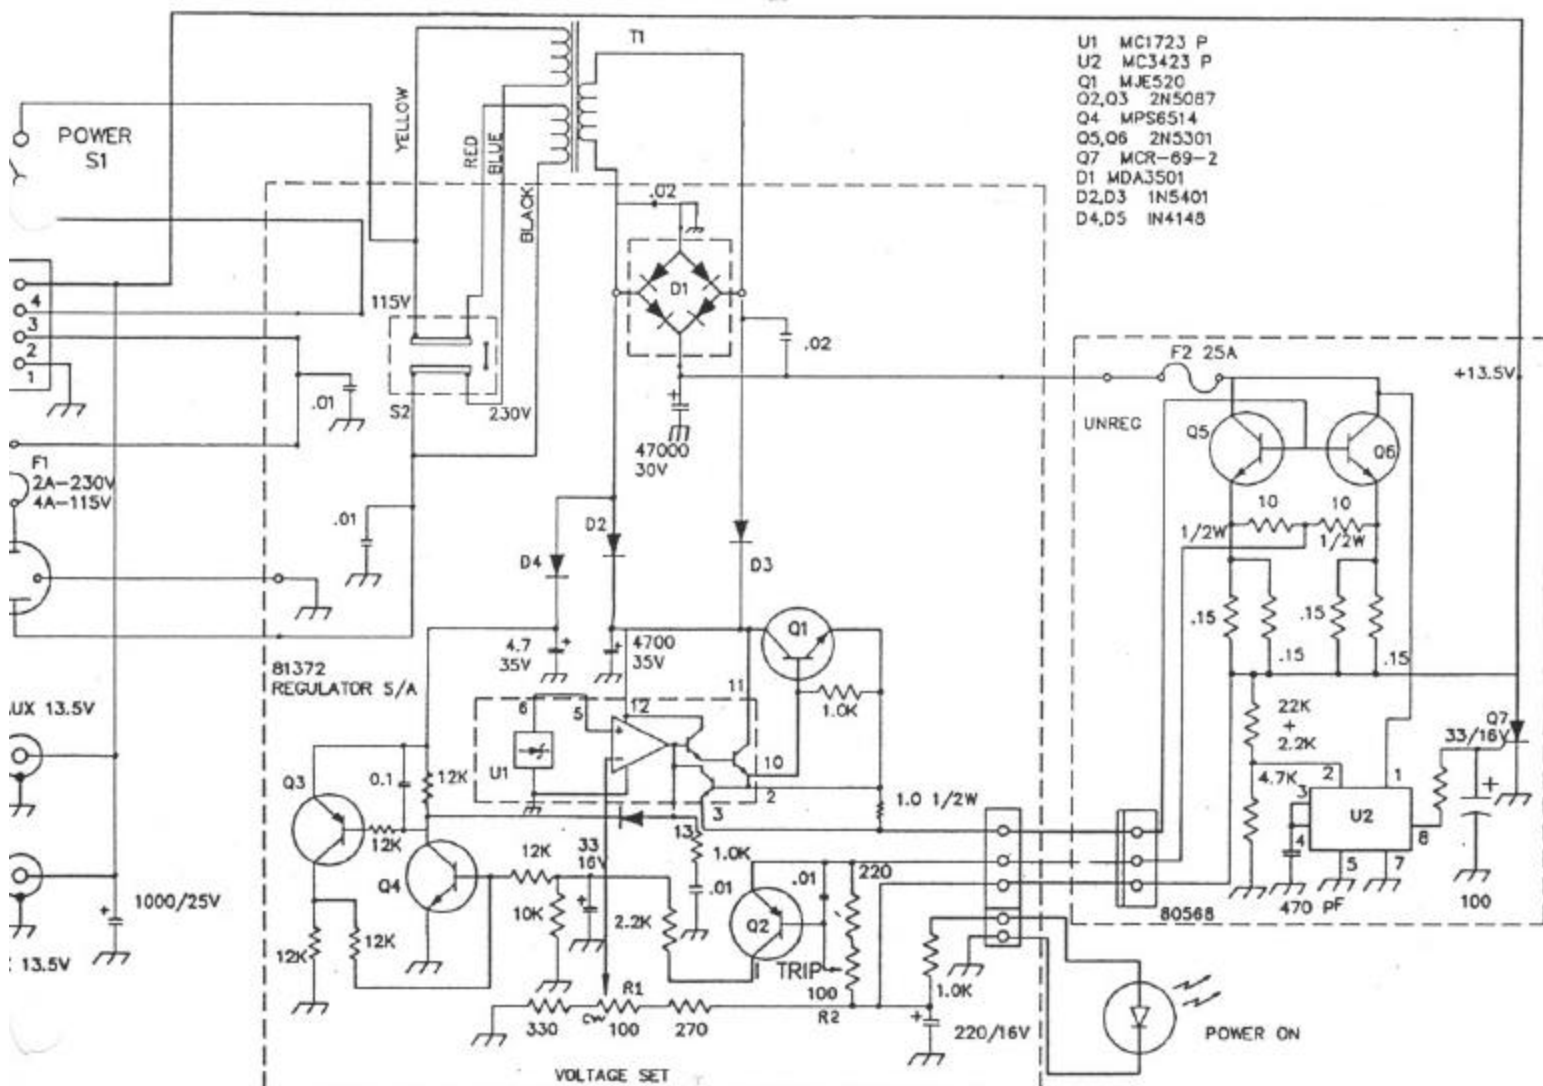 T1
U1 MC1723 P
U2 MC3423 P
Q1 MJE520
Q2,Q3 2N5087
Q4 MPS6514
Q5,Q6 2N5301
Q7 MCR-69-2
D1 MDA3501
D2,D3 1N5401
D4,D5 IN4148
POWER
S1
YELLOW
RED
BLUE
BLACK
.02
D1
115V
4
3
2
1
.01
S2
230V
.02
47000
30V
F2 25A
+13.5V
UNREG
Q5
Q6
10
10
1/2W
1/2W
F1
2A-230V
4A-115V
.01
D2
D4
D3
.15
.15
.15
.15
4.7
35V
4700
35V
Q1
81372
REGULATOR S/A
UX 13.5V
6
5
12
11
1.0K
U1
10
2
3
13
22K
+
2.2K
4.7K
Q7
33/16V
2
1
3
4
U2
8
5
7
470 PF
100
Q3
0.1
12K
12K
1.0 1/2W
Q4
12K
33
16V
1.0K
.01
10K
2.2K
Q2
.01
220
80568
1000/25V
12K
12K
13.5V
TRIP
100
R2
1.0K
R1
330
CW
100
270
220/16V
POWER ON
VOLTAGE SET